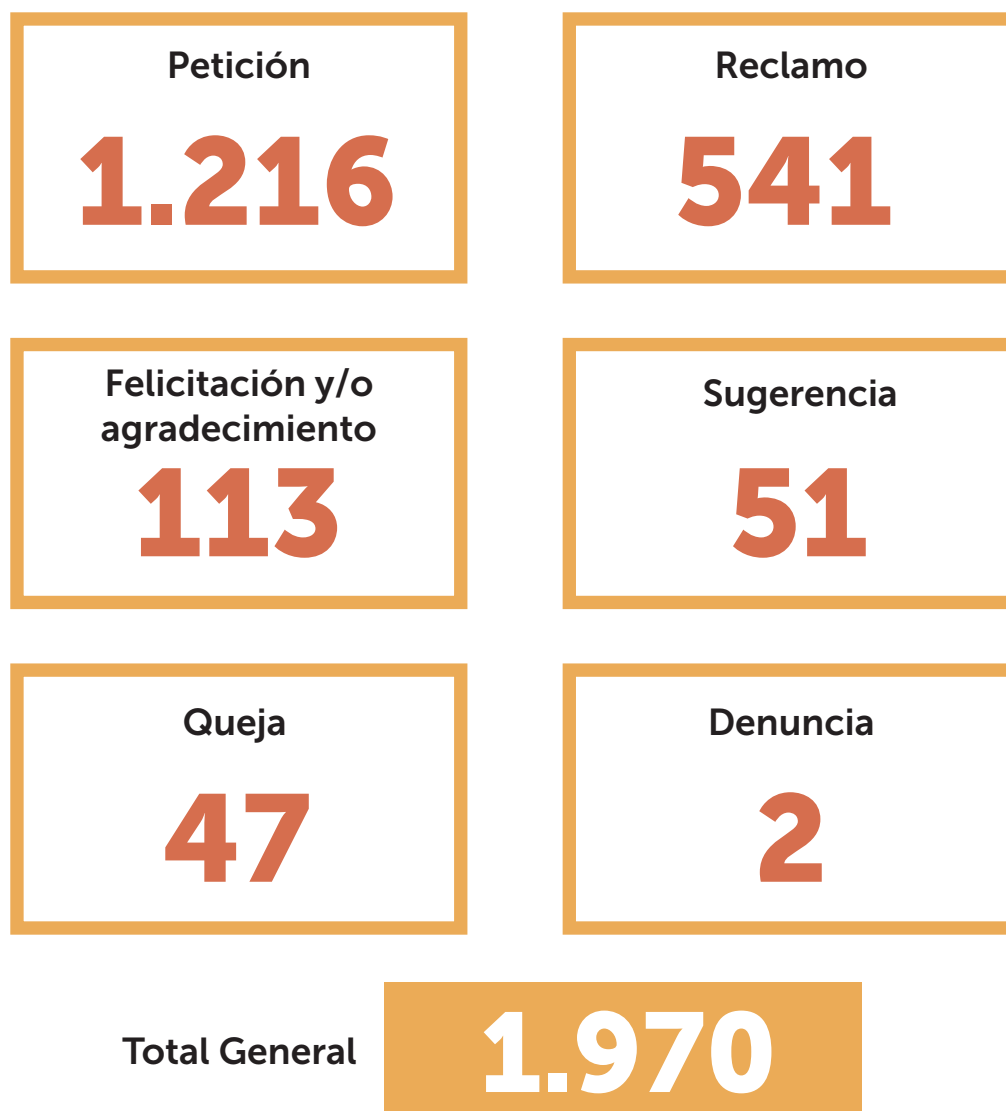 Petición
1.216
Reclamo
541
Felicitación y/o
agradecimiento
113
Sugerencia
51
Queja
47
Denuncia
2
Total General
1.970